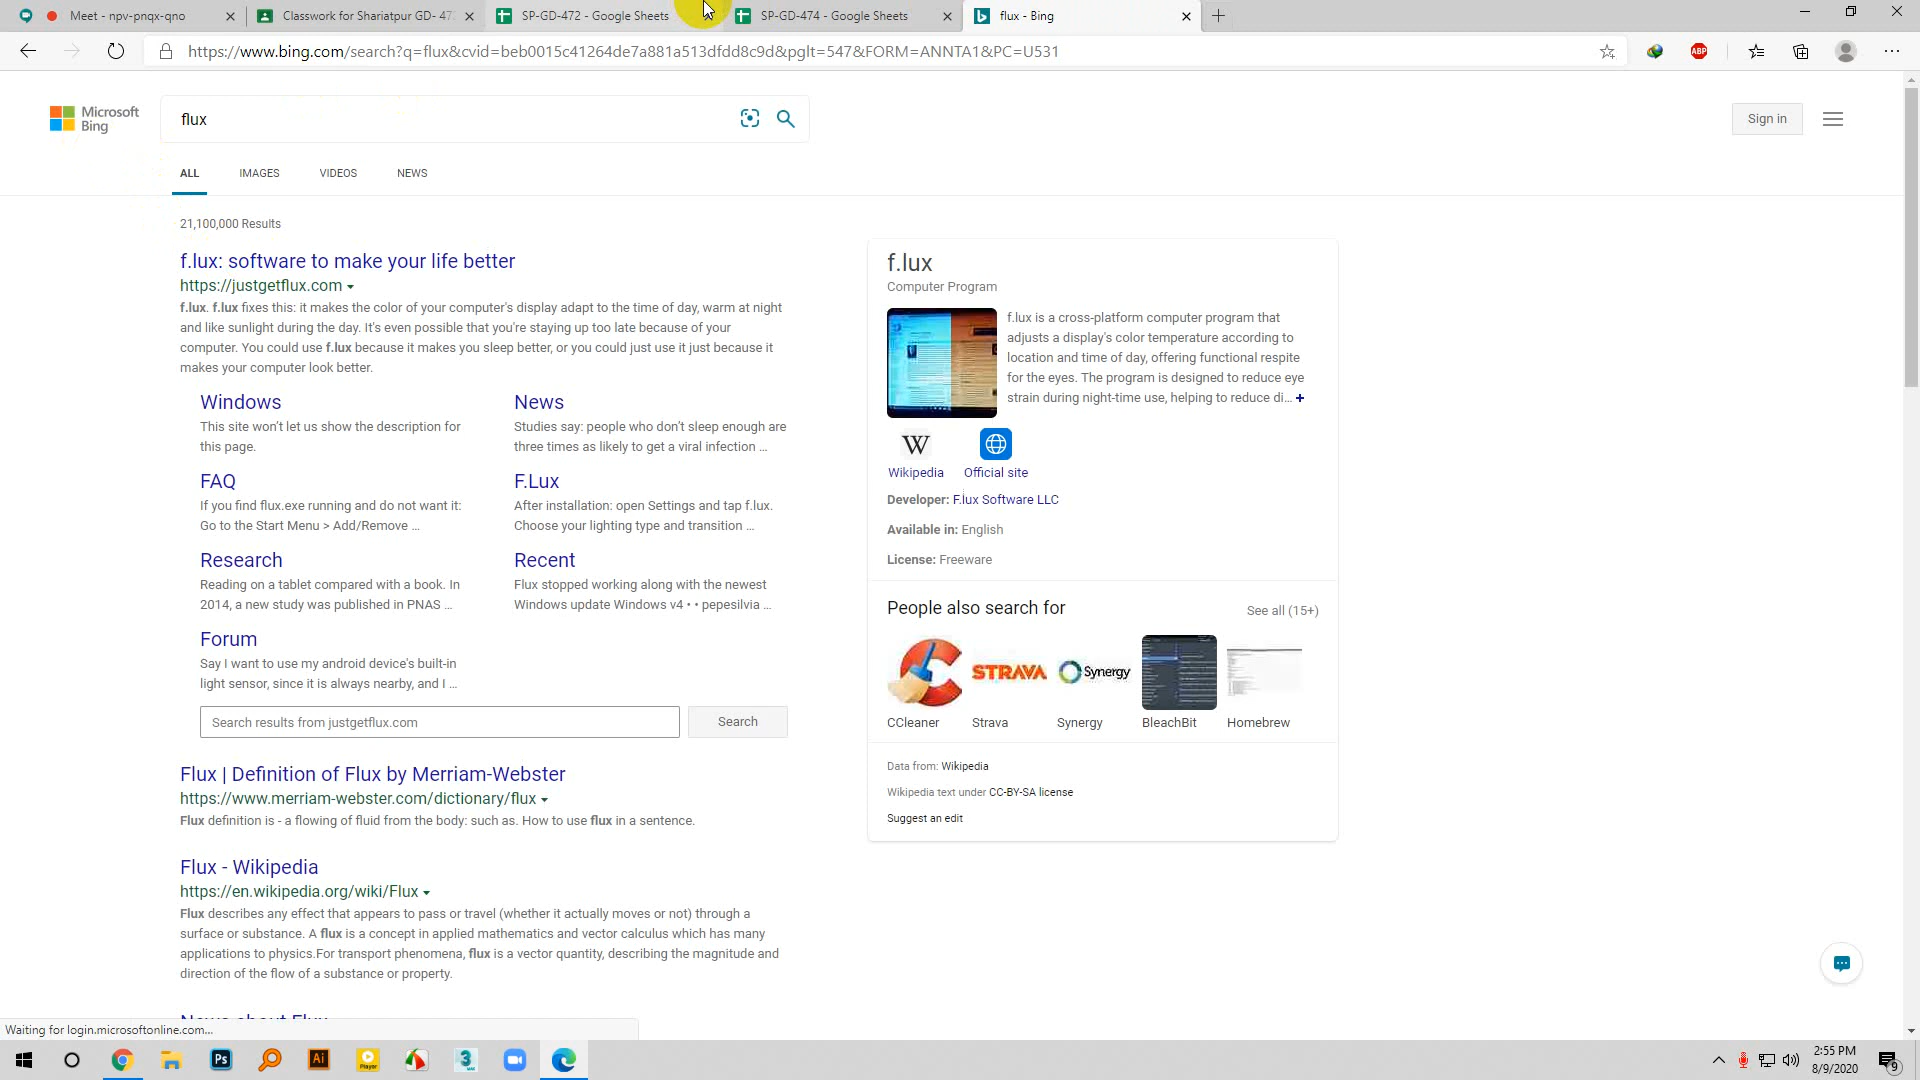 Meet - npv-pnqx-qno
Classwork for Shariatpur GD- 47
SP-GD-472 - Google Sheets
SP-GD-474 - Google Sheets
flux - Bing
https://www.bing.com/search?q=flux&cvid=beb0015c41264de7a881a513dfdd8c9d&pglt=547&FORM=ANNTA1&PC=U531
ABP
Microsoft
Bing
flux
Sign in
ALL
IMAGES
VIDEOS
NEWS
21,100,000 Results
f.lux: software to make your life better
https://justgetflux.com
f.lux. f.lux fixes this: it makes the color of your computer's display adapt to the time of day, warm at night
and like sunlight during the day. It's even possible that you're staying up too late because of your
computer. You could use f.lux because it makes you sleep better, or you could just use it just because it
makes your computer look better.
Windows
This site won't let us show the description for
this page.
News
Studies say: people who don't sleep enough are
three times as likely to get a viral infection ...
FAQ
If you find flux.exe running and do not want it:
Go to the Start Menu > Add/Remove ...
F.Lux
After installation: open Settings and tap f.lux.
Choose your lighting type and transition ...
Research
Reading on a tablet compared with a book. In
2014, a new study was published in PNAS ...
Recent
Flux stopped working along with the newest
Windows update Windows v4 • • pepesilvia ...
Forum
Say I want to use my android device's built-in
light sensor, since it is always nearby, and I ...
Search results from justgetflux.com
Search
Flux | Definition of Flux by Merriam-Webster
https://www.merriam-webster.com/dictionary/flux
Flux definition is - a flowing of fluid from the body: such as. How to use flux in a sentence.
Flux - Wikipedia
https://en.wikipedia.org/wiki/Flux
Flux describes any effect that appears to pass or travel (whether it actually moves or not) through a
surface or substance. A flux is a concept in applied mathematics and vector calculus which has many
applications to physics.For transport phenomena, flux is a vector quantity, describing the magnitude and
direction of the flow of a substance or property.
News about Flux
f.lux
Computer Program
f.lux is a cross-platform computer program that
adjusts a display's color temperature according to
location and time of day, offering functional respite
for the eyes. The program is designed to reduce eye
strain during night-time use, helping to reduce di... +
W
Wikipedia
Official site
Developer: F.lux Software LLC
Available in: English
License: Freeware
People also search for
See all (15+)
STRAVA
Synergy
CCleaner
Strava
Synergy
BleachBit
Homebrew
Data from: Wikipedia
Wikipedia text under CC-BY-SA license
Suggest an edit
Waiting for login.microsoftonline.com...
Ps
Ai
Player
3
2:55 PM
8/9/2020
9